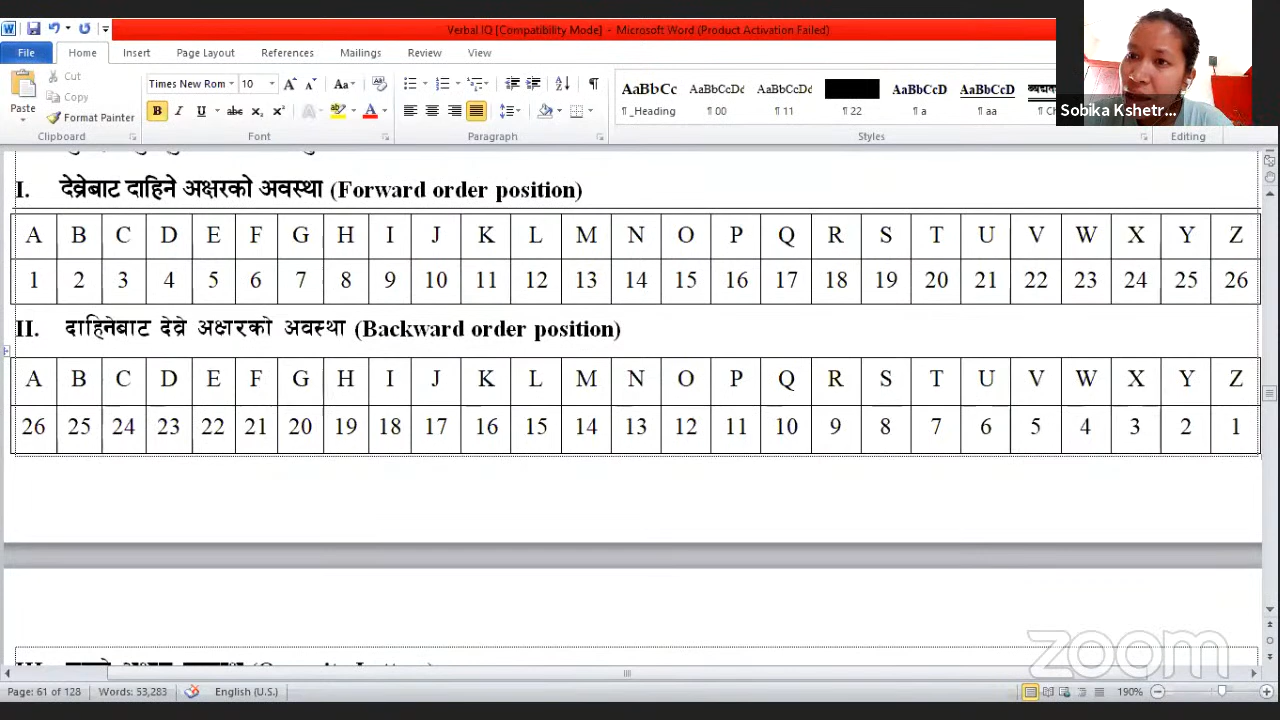 Verbal IQ [Compatibility Mode] - Microsoft Word (Product Activation Failed)
File Home Insert Page Layout References Mailings Review View
Cut
Copy
Format Painter
Paste
Times New Rom 10
Aa
B I U abc x₂ x² A A
AaBbCc AaBbCcDc AaBbCcDc AaBbCcD AaBbCcD
¶ _Heading ¶ 00 ¶ 11 ¶ 22 ¶ a ¶ aa
Clipboard Font Paragraph Styles Editing
Sobika Kshetr...
I. देव्रेबाट दाहिने अक्षरको अवस्था (Forward order position)
A B C D E F G H I J K L M N O P Q R S T U V W X Y Z
1 2 3 4 5 6 7 8 9 10 11 12 13 14 15 16 17 18 19 20 21 22 23 24 25 26
II. दाहिनेबाट देव्रे अक्षरको अवस्था (Backward order position)
A B C D E F G H I J K L M N O P Q R S T U V W X Y Z
26 25 24 23 22 21 20 19 18 17 16 15 14 13 12 11 10 9 8 7 6 5 4 3 2 1
zoom
Page: 61 of 128 Words: 53,283 English (U.S.) 190%